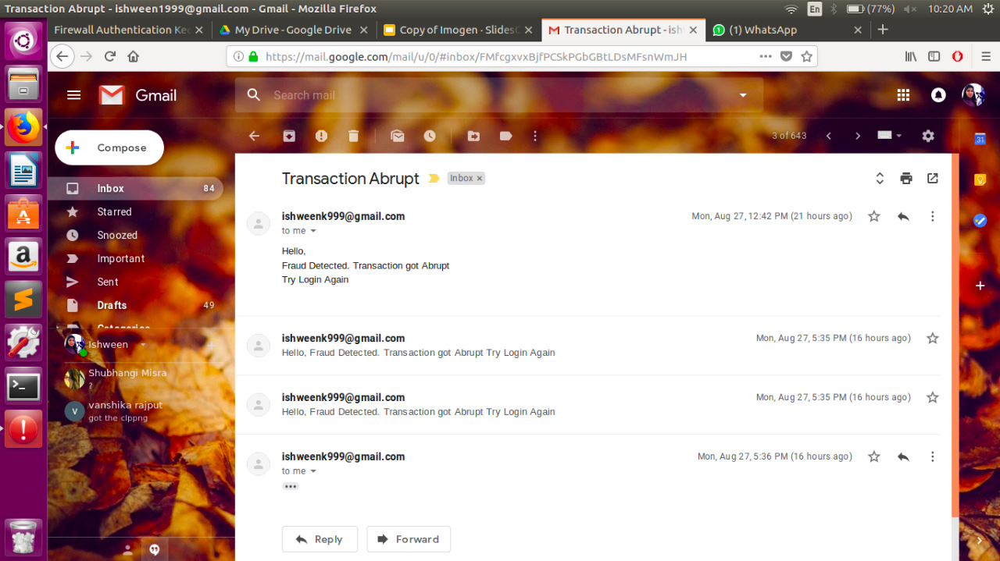 Transaction Abrupt - ishween1999@gmail.com - Gmail - Mozilla Firefox
En
(77%)
10:20 AM
Firewall Authentication Ke
My Drive - Google Drive
Copy of Imogen - Slides
Transaction Abrupt - ish
(1) WhatsApp
https://mail.google.com/mail/u/0/#inbox/FMfcgxvxBjfPCSkPGbGBtLDsMFsnWmJH
Gmail
Search mail
Compose
3 of 643
31
Inbox
84
Starred
Snoozed
Important
Sent
Drafts
49
Categories
Ishween
Shubhangi Misra
?
v
vanshika rajput
got the clppng
Transaction Abrupt
Inbox x
ishweenk999@gmail.com
Mon, Aug 27, 12:42 PM (21 hours ago)
to me
Hello,
Fraud Detected. Transaction got Abrupt
Try Login Again
ishweenk999@gmail.com
Mon, Aug 27, 5:35 PM (16 hours ago)
Hello, Fraud Detected. Transaction got Abrupt Try Login Again
ishweenk999@gmail.com
Mon, Aug 27, 5:35 PM (16 hours ago)
Hello, Fraud Detected. Transaction got Abrupt Try Login Again
ishweenk999@gmail.com
Mon, Aug 27, 5:36 PM (16 hours ago)
to me
Reply
Forward